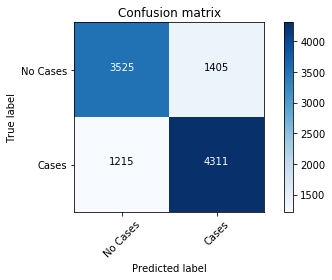 Confusion matrix
True label
No Cases
Cases
3525
1405
1215
4311
No Cases
Cases
Predicted label
4000
3500
3000
2500
2000
1500